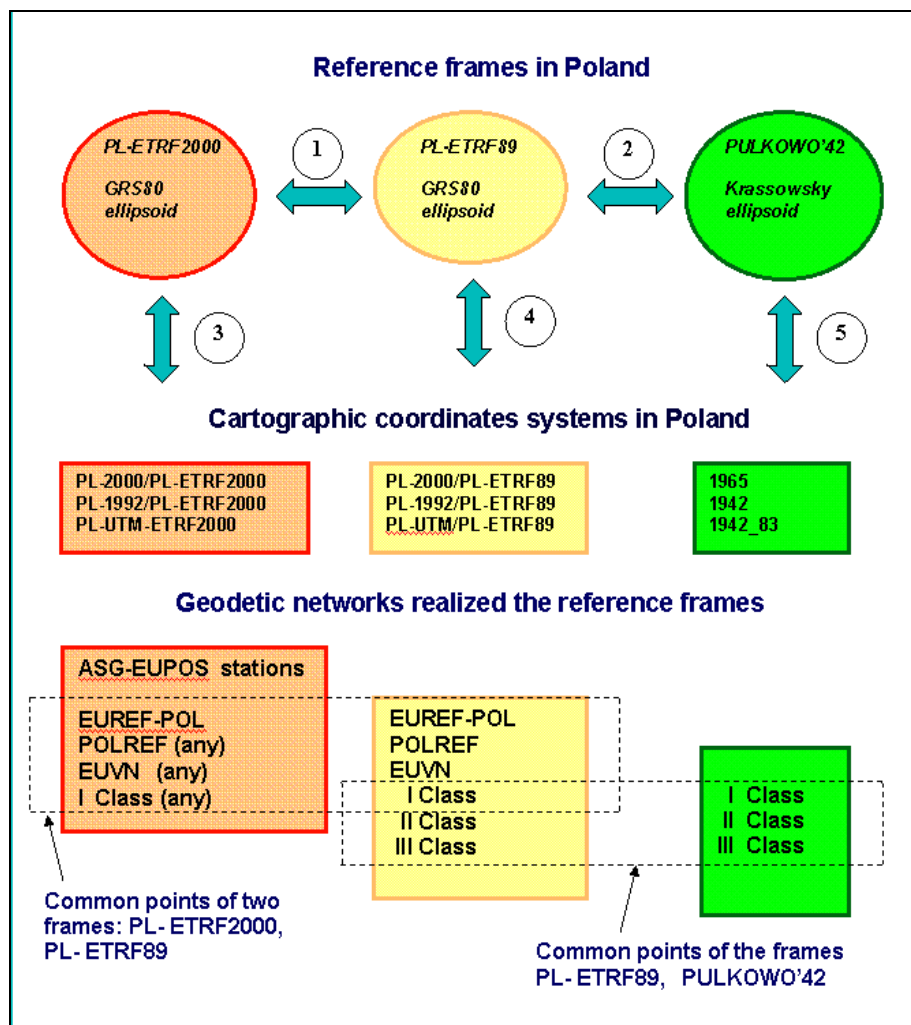 Reference frames in Poland
PL-ETRF2000
GRS80
ellipsoid
1
PL-ETRF89
GRS80
ellipsoid
2
PULKOWO'42
Krassowsky
ellipsoid
3
4
5
Cartographic coordinates systems in Poland
PL-2000/PL-ETRF2000
PL-1992/PL-ETRF2000
PL-UTM-ETRF2000
PL-2000/PL-ETRF89
PL-1992/PL-ETRF89
PL-UTM/PL-ETRF89
1965
1942
1942_83
Geodetic networks realized the reference frames
ASG-EUPOS stations
EUREF-POL
POLREF (any)
EUVN (any)
I Class (any)
EUREF-POL
POLREF
EUVN
I Class
II Class
III Class
I Class
II Class
III Class
Common points of two
frames: PL- ETRF2000,
PL- ETRF89
Common points of the frames
PL- ETRF89, PULKOWO'42